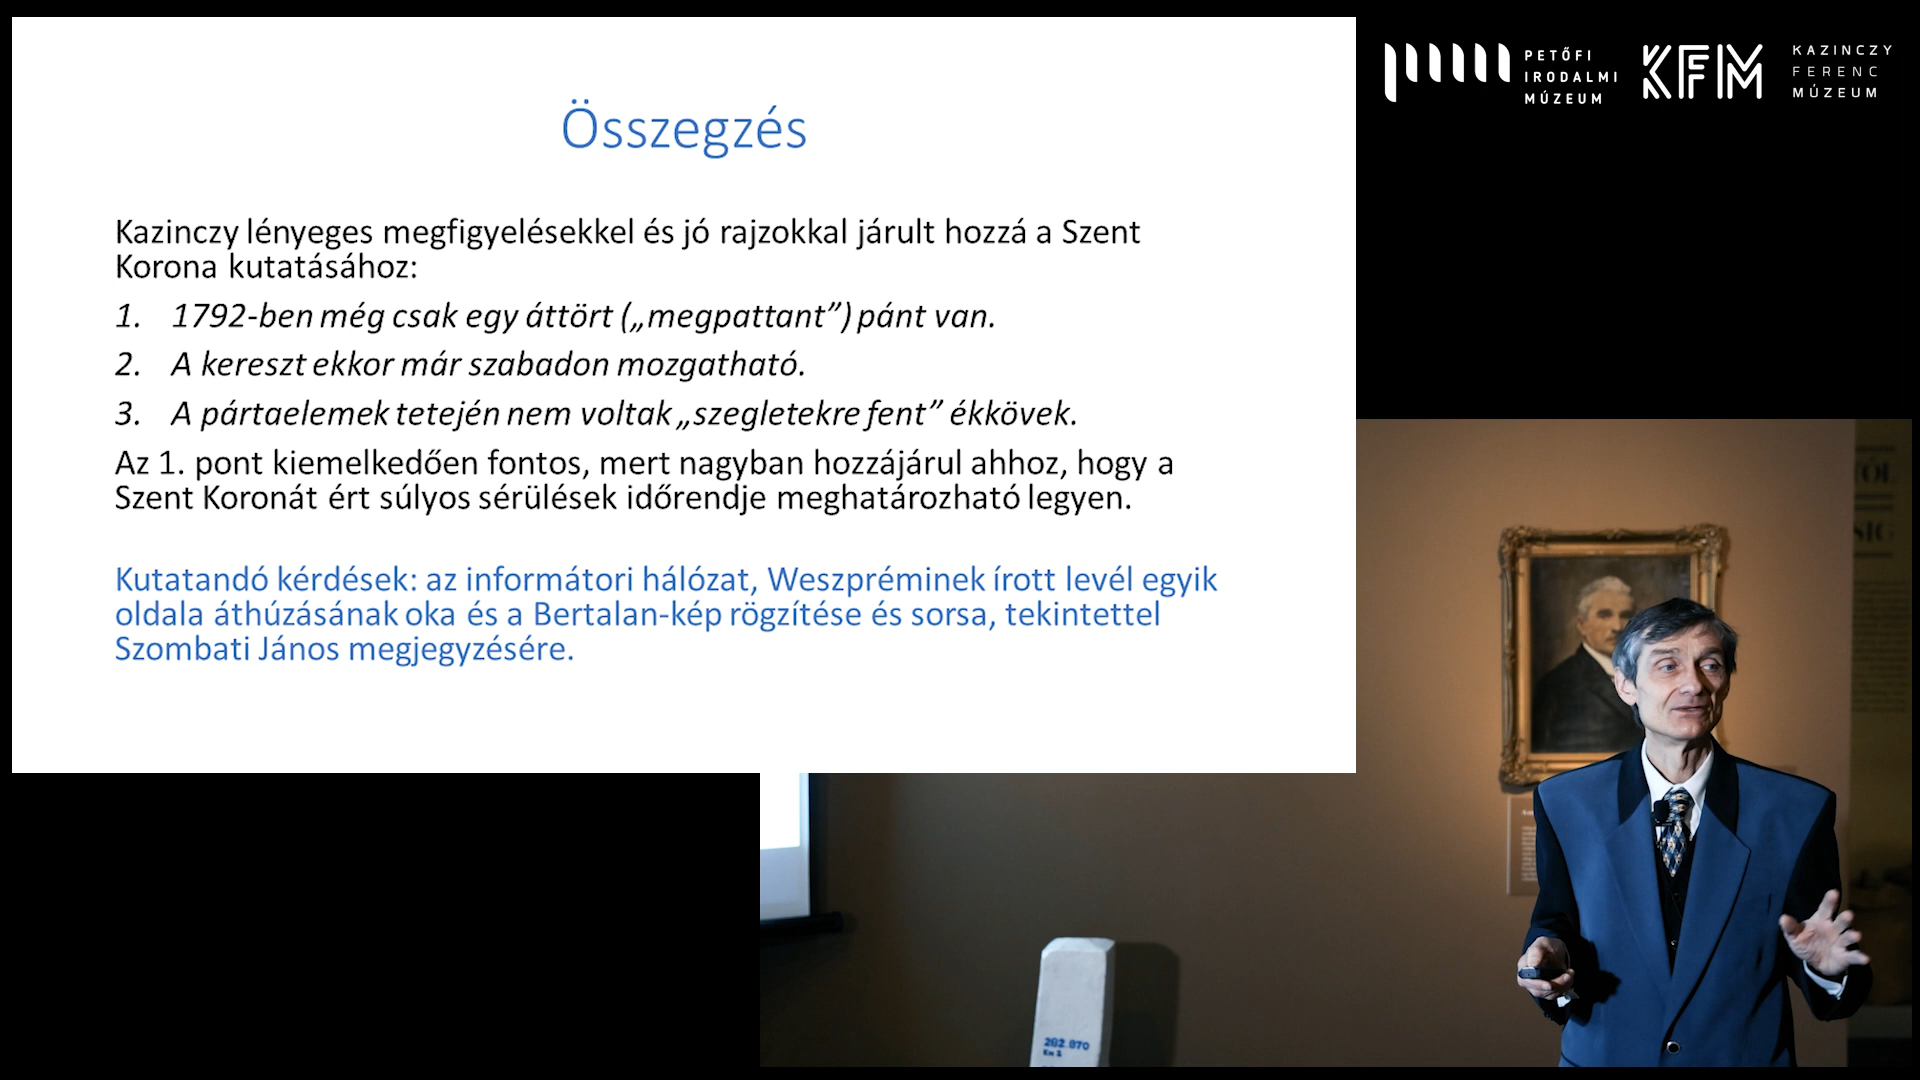 Összegzés
Kazinczy lényeges megfigyelésekkel és jó rajzokkal járult hozzá a Szent
Korona kutatásához:
1. 1792-ben még csak egy áttört („megpattant”) pánt van.
2. A kereszt ekkor már szabadon mozgatható.
3. A pártaelemek tetején nem voltak „szegletekre fent” ékkövek.
Az 1. pont kiemelkedően fontos, mert nagyban hozzájárul ahhoz, hogy a
Szent Koronát ért súlyos sérülések időrendje meghatározható legyen.
Kutatandó kérdések: az informátori hálózat, Weszpréminek írott levél egyik
oldala áthúzásának oka és a Bertalan-kép rögzítése és sorsa, tekintettel
Szombati János megjegyzésére.
PETŐFI
IRODALMI
MÚZEUM
KFM
KAZINCZY
FERENC
MÚZEUM
282.870